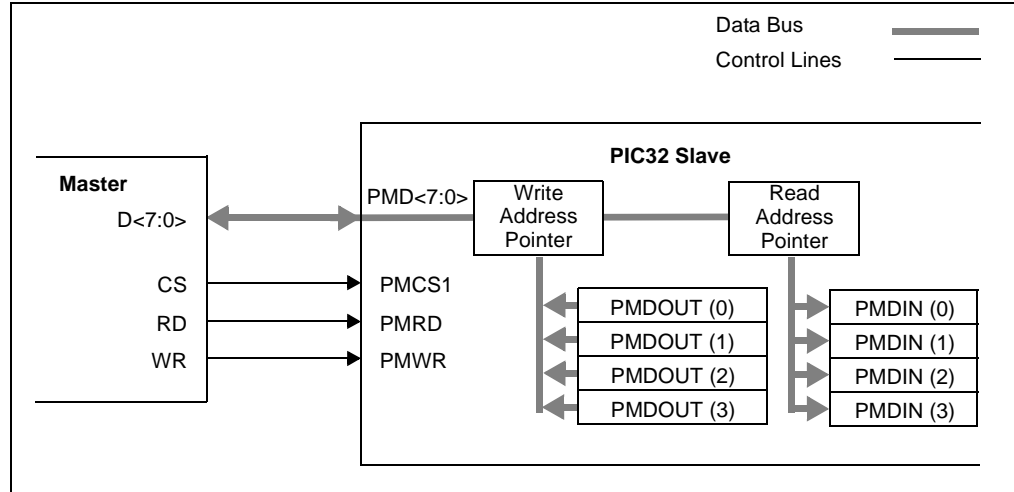 Data Bus
Control Lines
PIC32 Slave
Master
D<7:0>
CS
RD
WR
PMD<7:0>
PMCS1
PMRD
PMWR
Write
Address
Pointer
Read
Address
Pointer
PMDOUT (0)
PMDOUT (1)
PMDOUT (2)
PMDOUT (3)
PMDIN (0)
PMDIN (1)
PMDIN (2)
PMDIN (3)